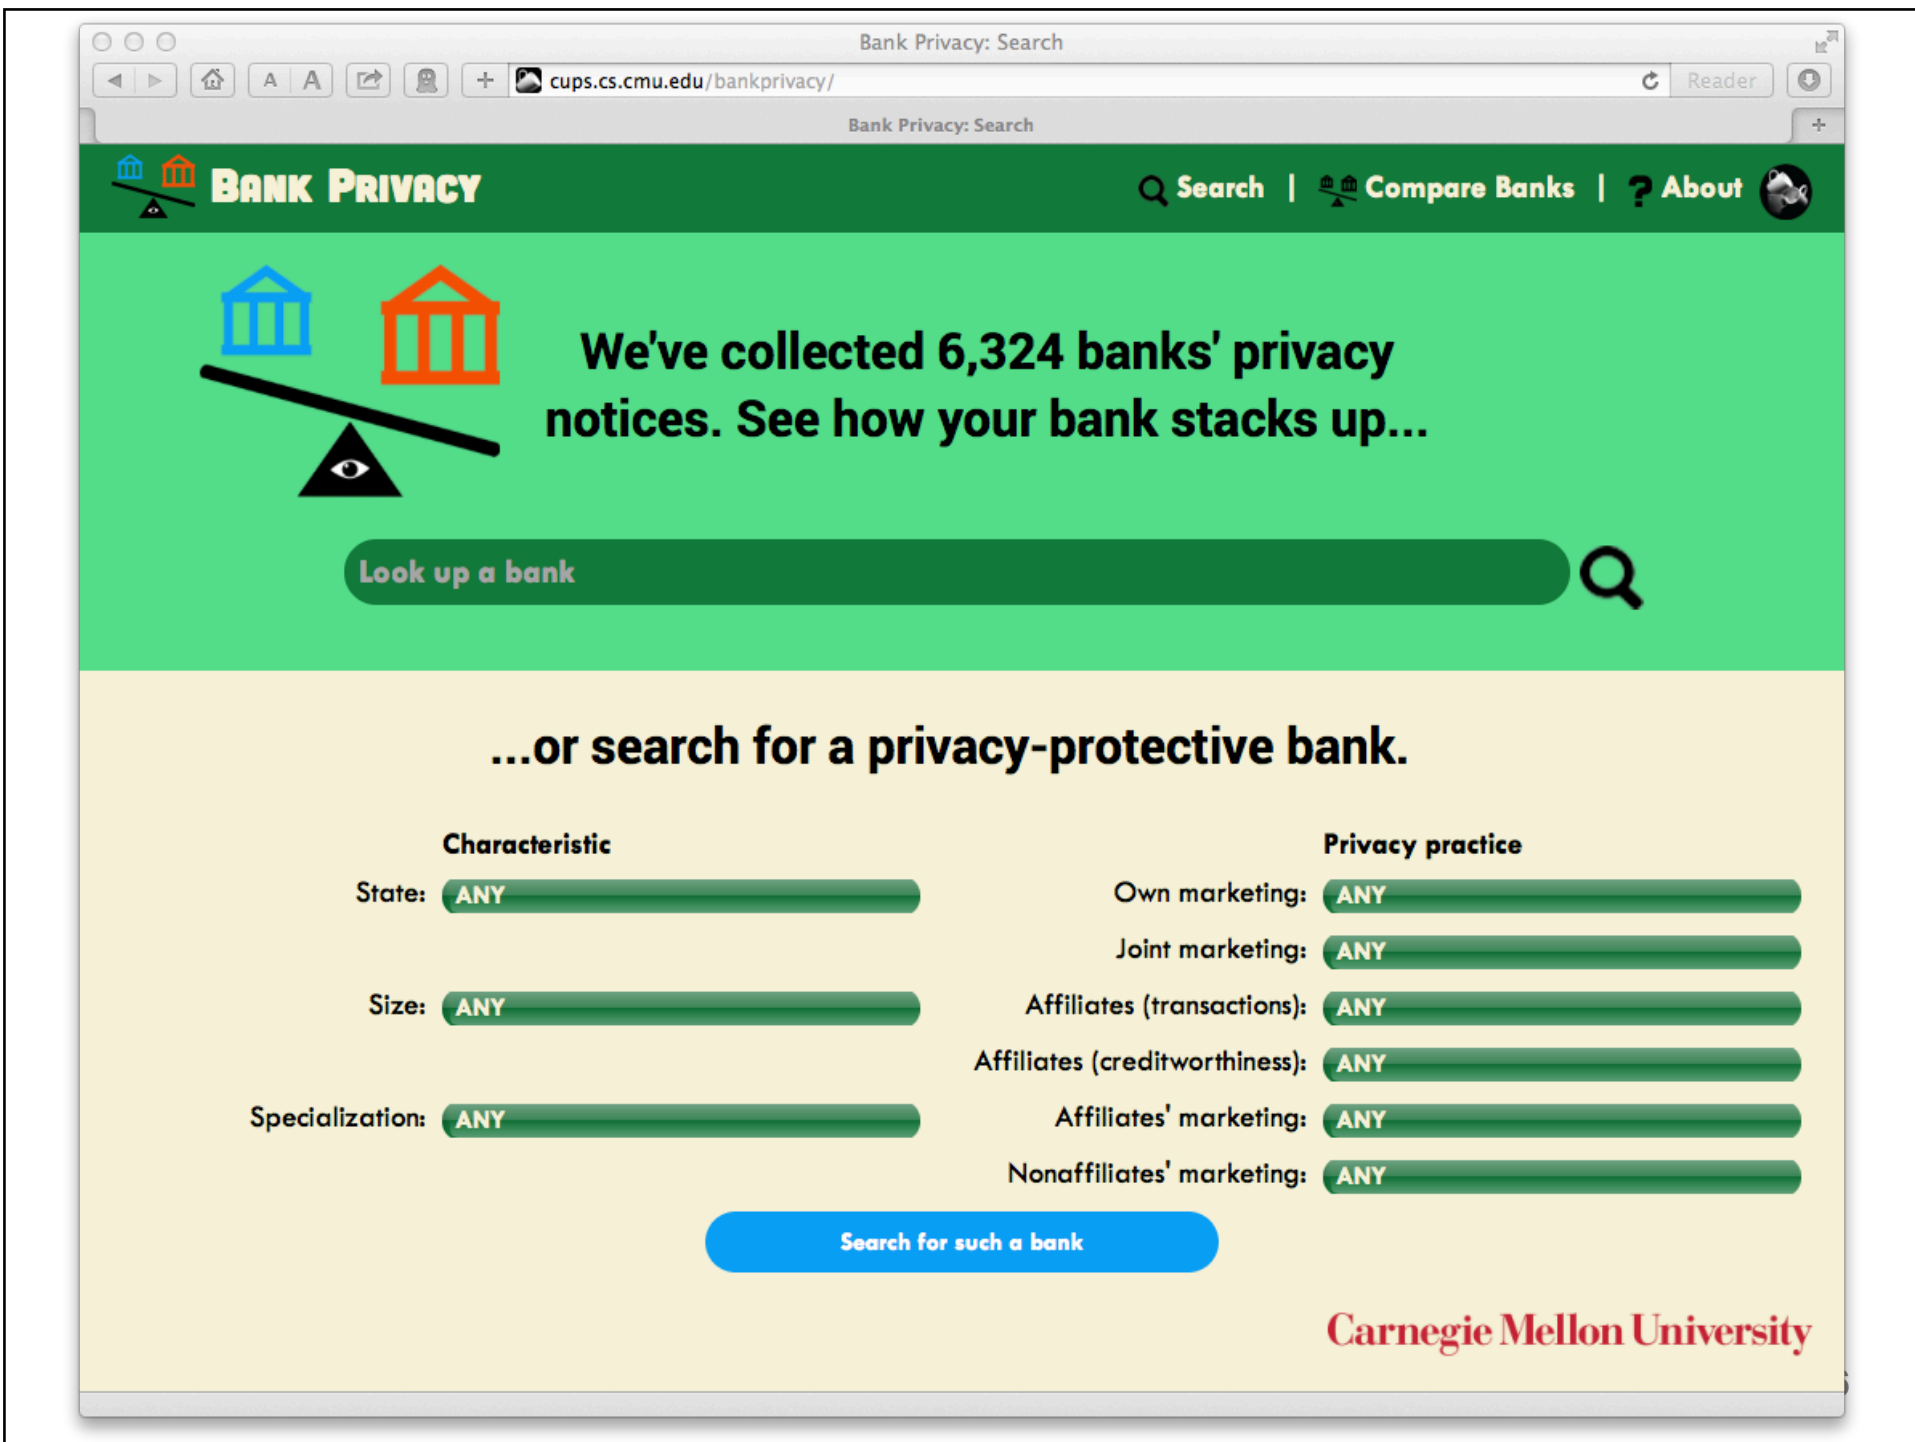 Bank Privacy: Search
A A
cups.cs.cmu.edu/bankprivacy/
Reader
Bank Privacy: Search
BANK PRIVACY
Search | Compare Banks | ? About
We've collected 6,324 banks' privacy
notices. See how your bank stacks up...
Look up a bank
...or search for a privacy-protective bank.
Characteristic
Privacy practice
State: ANY
Own marketing: ANY
Joint marketing: ANY
Size: ANY
Affiliates (transactions): ANY
Affiliates (creditworthiness): ANY
Specialization: ANY
Affiliates' marketing: ANY
Nonaffiliates' marketing: ANY
Search for such a bank
Carnegie Mellon University